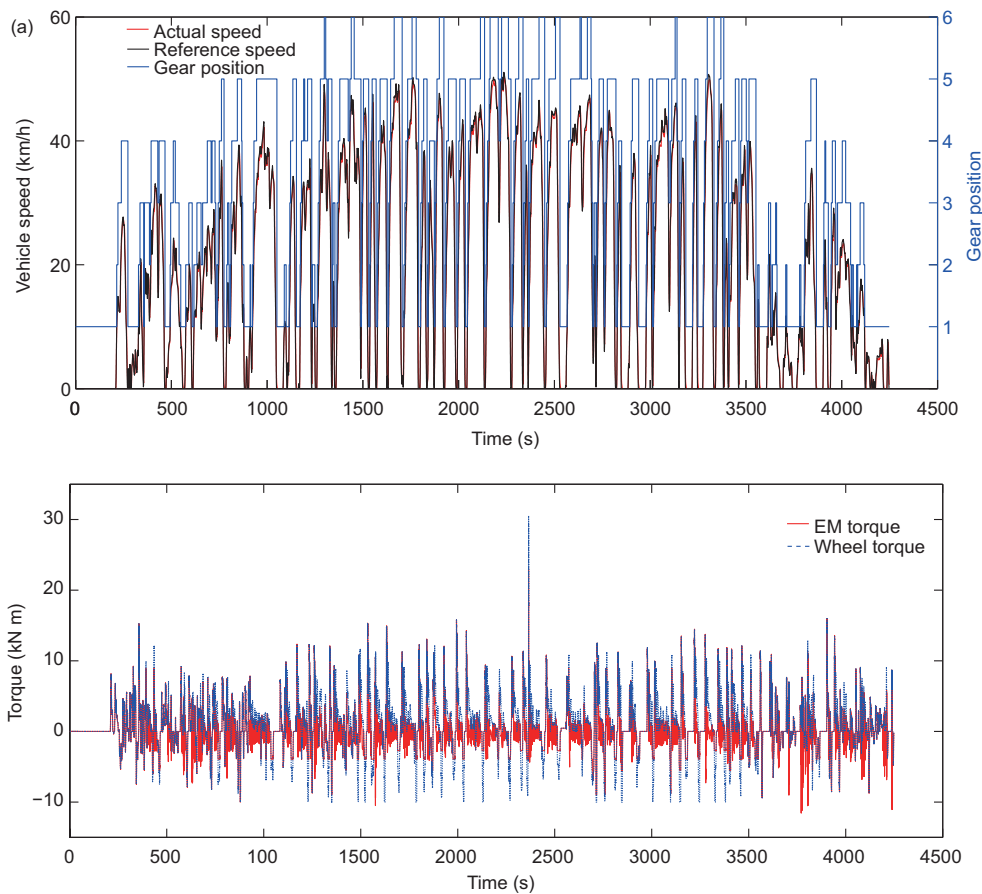 (a)
60
40
20
0
Vehicle speed (km/h)
Actual speed
Reference speed
Gear position
6
5
4
3
2
1
Gear position
0 500 1000 1500 2000 2500 3000 3500 4000 4500
Time (s)
30
20
10
0
−10
Torque (kN m)
EM torque
Wheel torque
0 500 100 1500 2000 2500 3000 3500 4000 4500
Time (s)